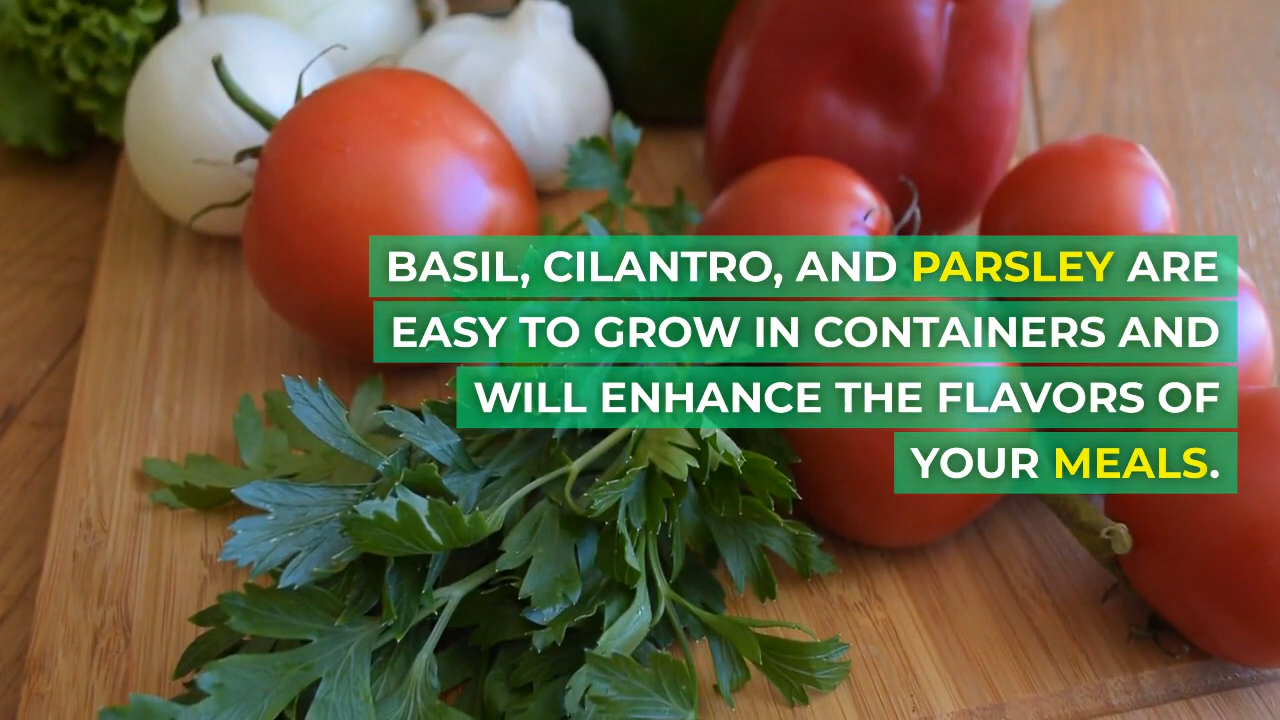 BASIL, CILANTRO, AND PARSLEY ARE
EASY TO GROW IN CONTAINERS AND
WILL ENHANCE THE FLAVORS OF
YOUR MEALS.